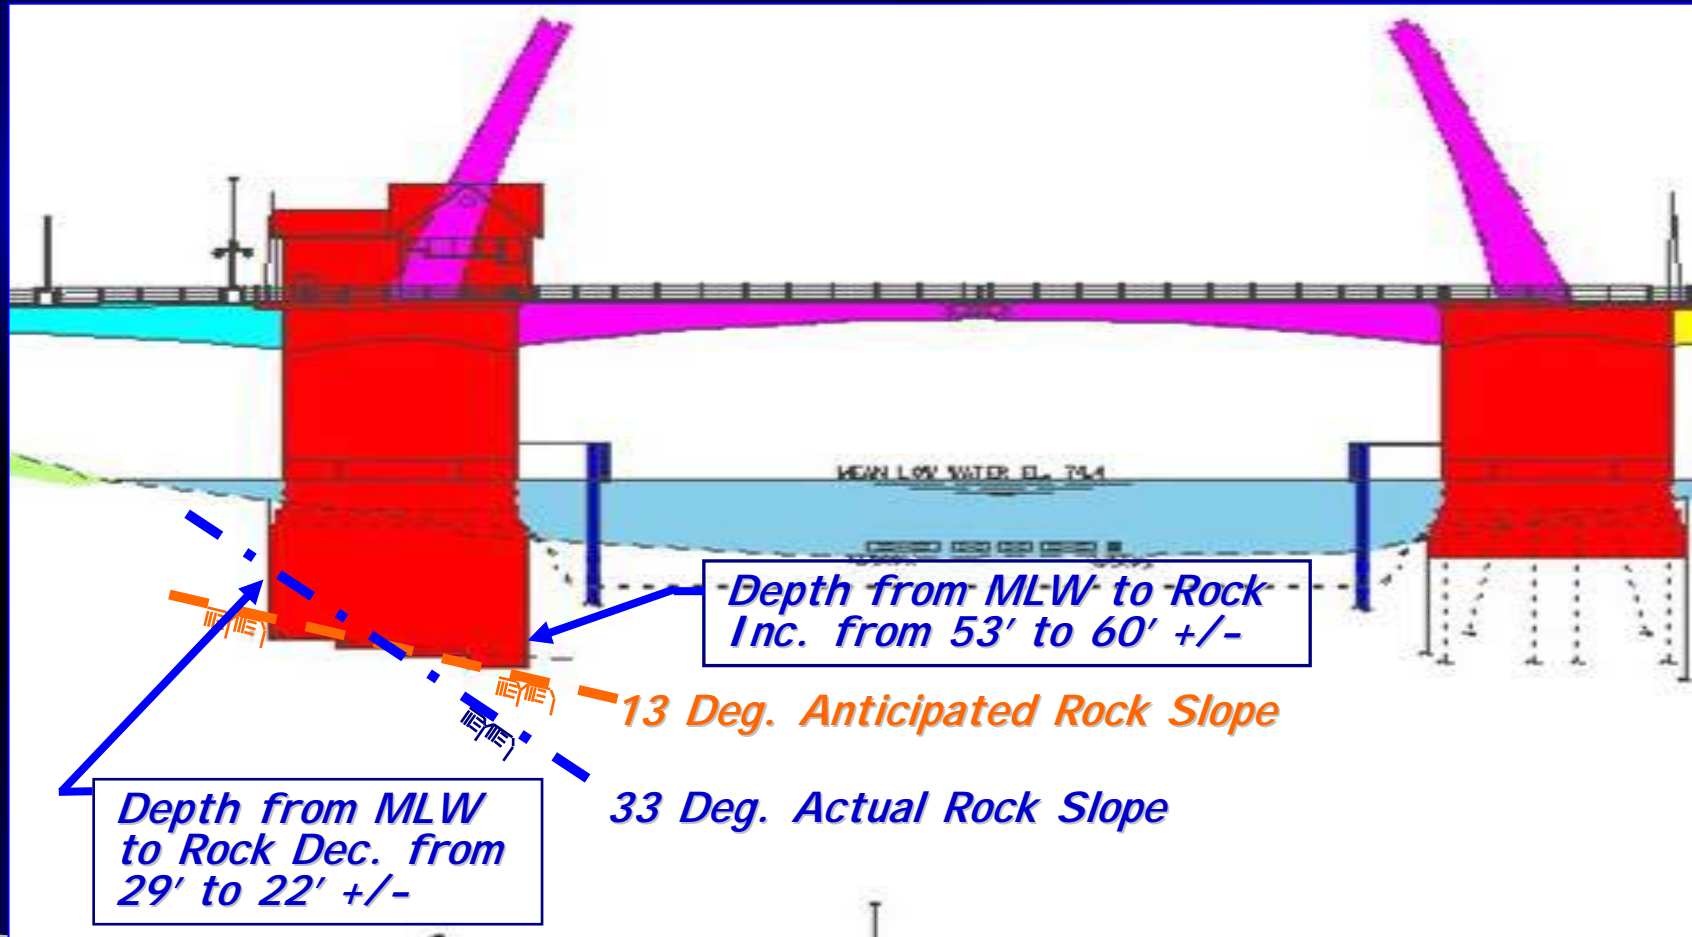 MEAN LOW WATER EL. 74.4
Depth from MLW to Rock
Inc. from 53' to 60' +/-
13 Deg. Anticipated Rock Slope
33 Deg. Actual Rock Slope
Depth from MLW
to Rock Dec. from
29' to 22' +/-